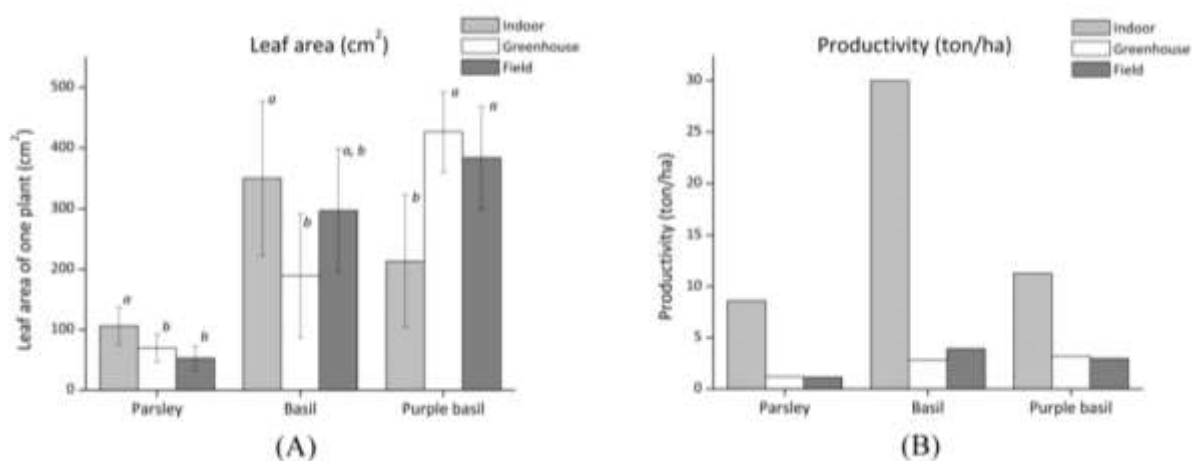 Leaf area (cm²)
Indoor
Greenhouse
Field
Leaf area of one plant (cm²)
500
400
300
200
100
0
a
b
b
a
b
a, b
b
a
a
Parsley
Basil
Purple basil
(A)
Productivity (ton/ha)
Indoor
Greenhouse
Field
Productivity (ton/ha)
30
25
20
15
10
5
0
Parsley
Basil
Purple basil
(B)